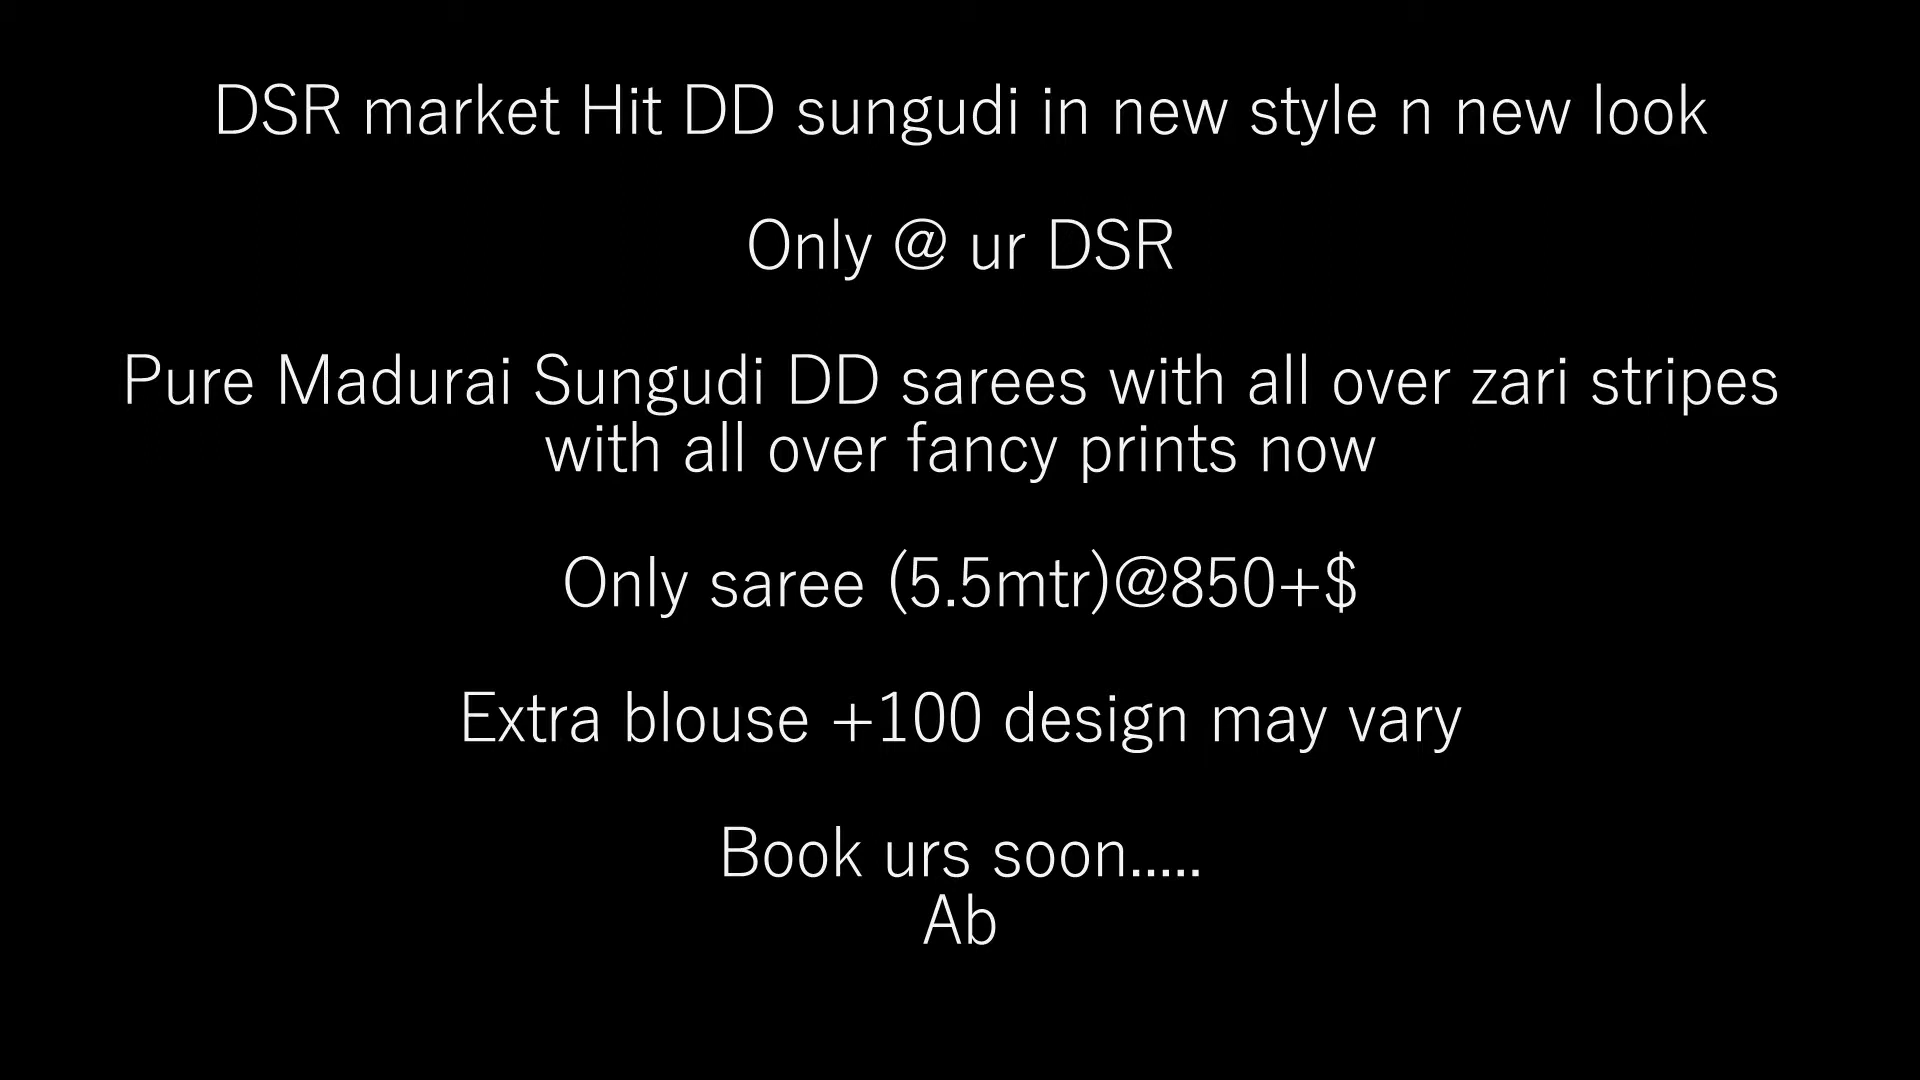 DSR market Hit DD sungudi in new style n new look
Only @ ur DSR
Pure Madurai Sungudi DD sarees with all over zari stripes
with all over fancy prints now
Only saree (5.5mtr)@850+$
Extra blouse +100 design may vary
Book urs soon.....
Ab